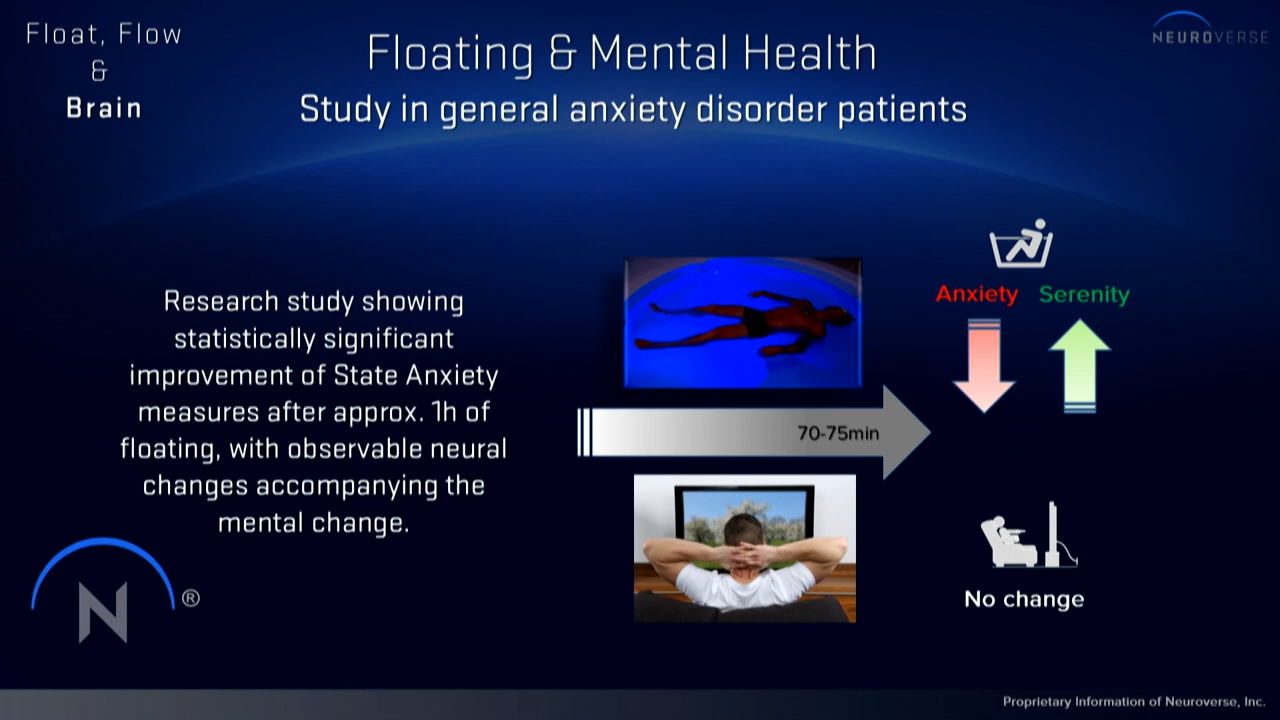 Float, Flow
&
Brain
Floating & Mental Health
Study in general anxiety disorder patients
NEUROVERSE
Research study showing
statistically significant
improvement of State Anxiety
measures after approx. 1h of
floating, with observable neural
changes accompanying the
mental change.
70-75min
Anxiety Serenity
No change
N ®
Proprietary Information of Neuroverse, Inc.